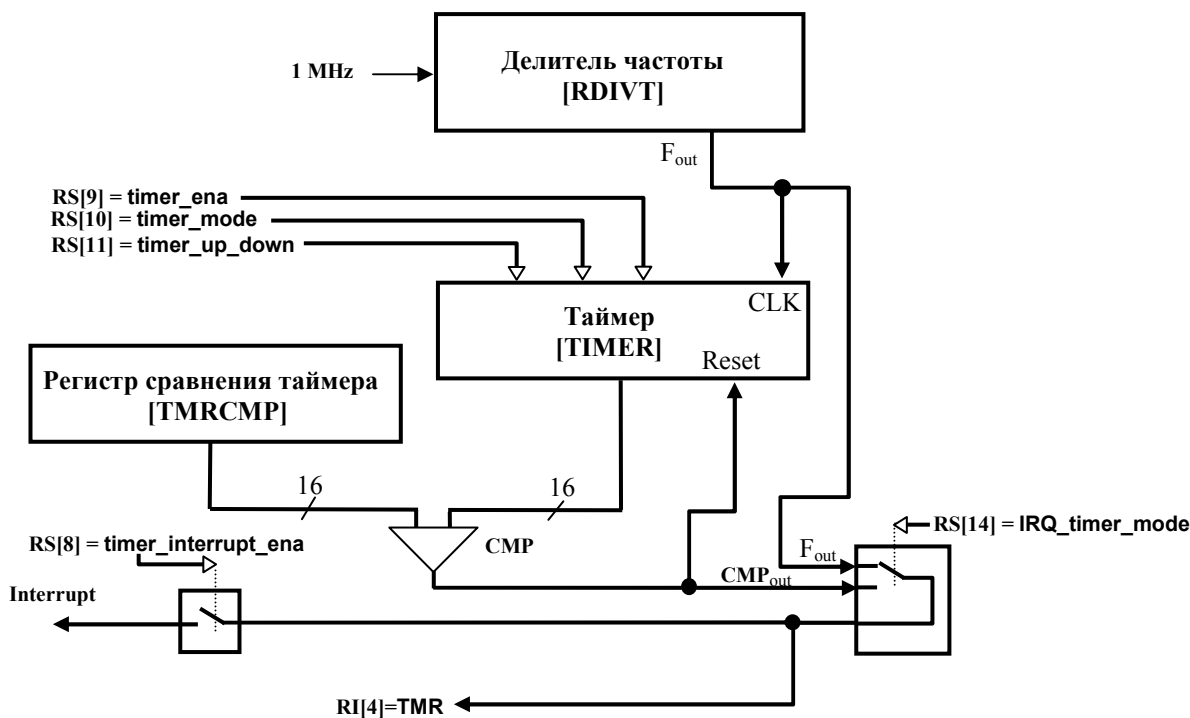 Делитель частоты
[RDIVT]
1 MHz
Fout
RS[9] = timer_ena
RS[10] = timer_mode
RS[11] = timer_up_down
CLK
Таймер
[TIMER]
Reset
Регистр сравнения таймера
[TMRCMP]
16
16
RS[14] = IRQ_timer_mode
RS[8] = timer_interrupt_ena
CMP
Fout
CMPout
Interrupt
RI[4]=TMR